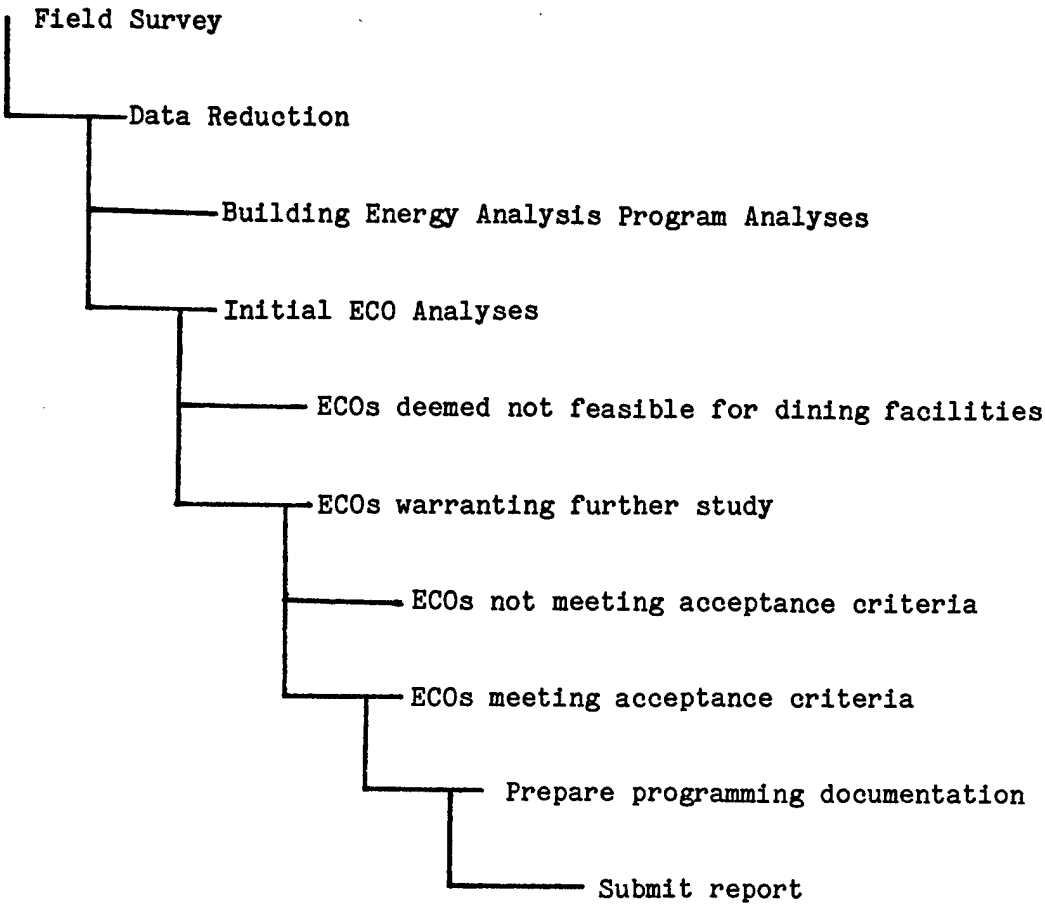 Field Survey
Data Reduction
Building Energy Analysis Program Analyses
Initial ECO Analyses
ECOs deemed not feasible for dining facilities
ECOs warranting further study
ECOs not meeting acceptance criteria
ECOs meeting acceptance criteria
Prepare programming documentation
Submit report